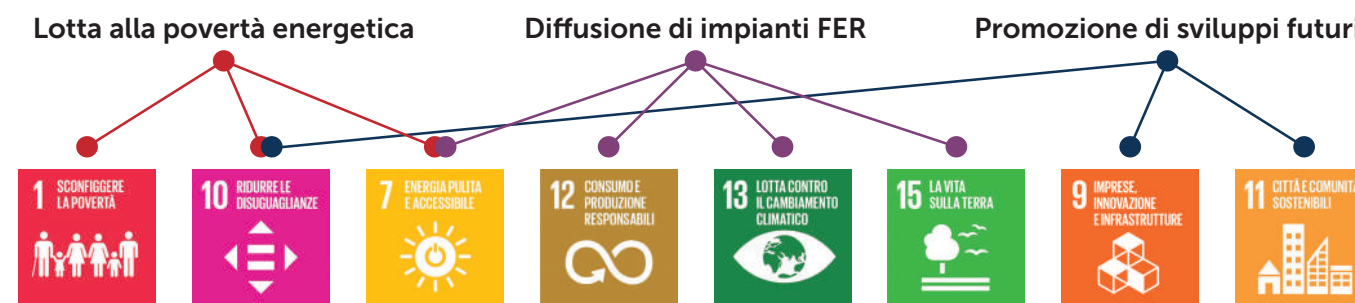 Lotta alla povertà energetica
Diffusione di impianti FER
Promozione di sviluppi futuri
1 SCONFIGGERE
LA POVERTÀ
10 RIDURRE LE
DISUGUAGLIANZE
7 ENERGIA PULITA
E ACCESSIBILE
12 CONSUMO E
PRODUZIONE
RESPONSABILI
13 LOTTA CONTRO
IL CAMBIAMENTO
CLIMATICO
15 LA VITA
SULLA TERRA
9 IMPRESE,
INNOVAZIONE
E INFRASTRUTTURE
11 CITTÀ E COMUNITÀ
SOSTENIBILI